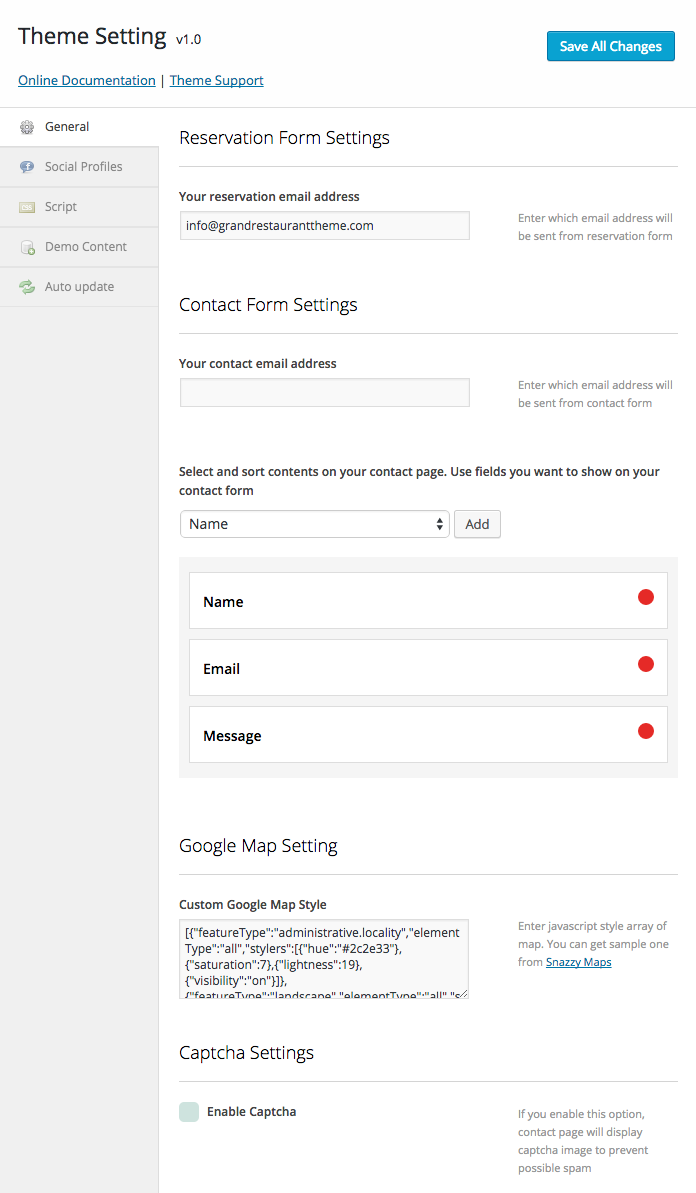 Theme Setting v1.0
Save All Changes
Online Documentation | Theme Support
General
Social Profiles
Script
Demo Content
Auto update
Reservation Form Settings
Your reservation email address
info@grandrestauranttheme.com
Enter which email address will
be sent from reservation form
Contact Form Settings
Your contact email address
Enter which email address will
be sent from contact form
Select and sort contents on your contact page. Use fields you want to show on your
contact form
Name
Add
Name
Email
Message
Google Map Setting
Custom Google Map Style
[{"featureType":"administrative.locality","element
Type":"all","stylers":[{"hue":"#2c2e33"},
{"saturation":7},{"lightness":19},
{"visibility":"on"}]},
{"featureType":"landscape","elementType":"all","s
Enter javascript style array of
map. You can get sample one
from Snazzy Maps
Captcha Settings
Enable Captcha
If you enable this option,
contact page will display
captcha image to prevent
possible spam